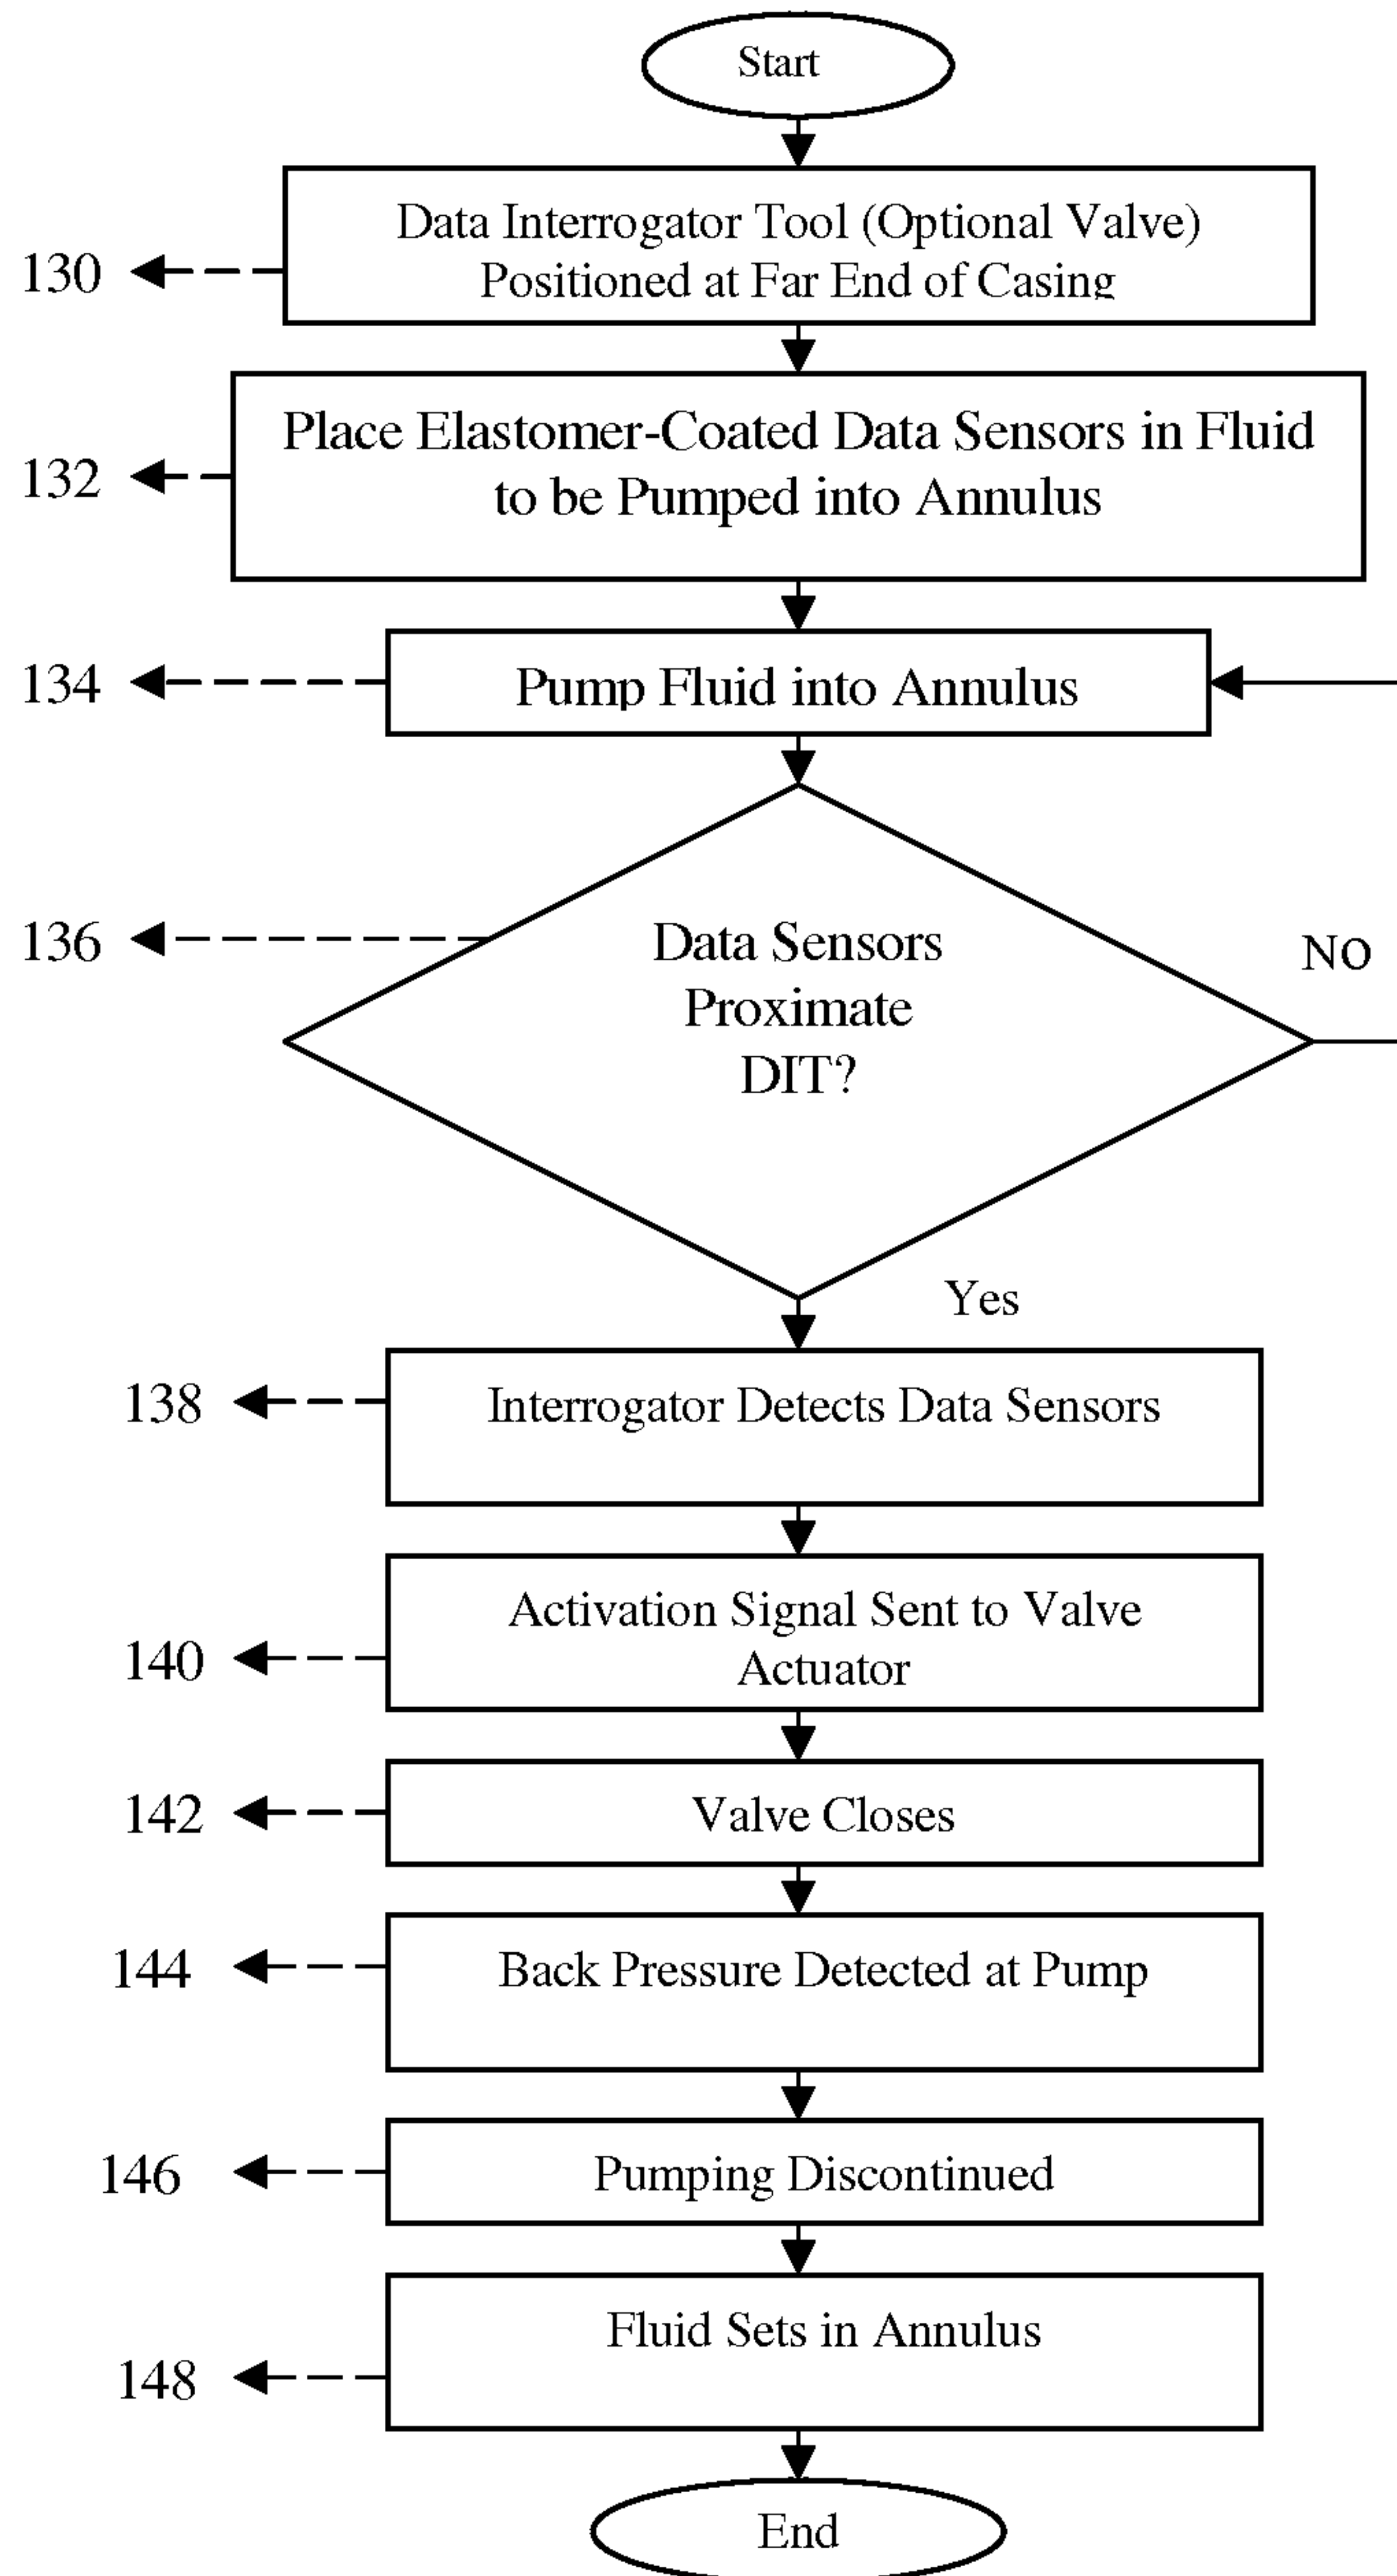 Start
Data Interrogator Tool (Optional Valve)
Positioned at Far End of Casing
130
Place Elastomer-Coated Data Sensors in Fluid
to be Pumped into Annulus
132
134
Pump Fluid into Annulus
136
Data Sensors
Proximate
DIT?
NO
Yes
138
Interrogator Detects Data Sensors
Activation Signal Sent to Valve
Actuator
140
142
Valve Closes
144
Back Pressure Detected at Pump
146
Pumping Discontinued
Fluid Sets in Annulus
148
End